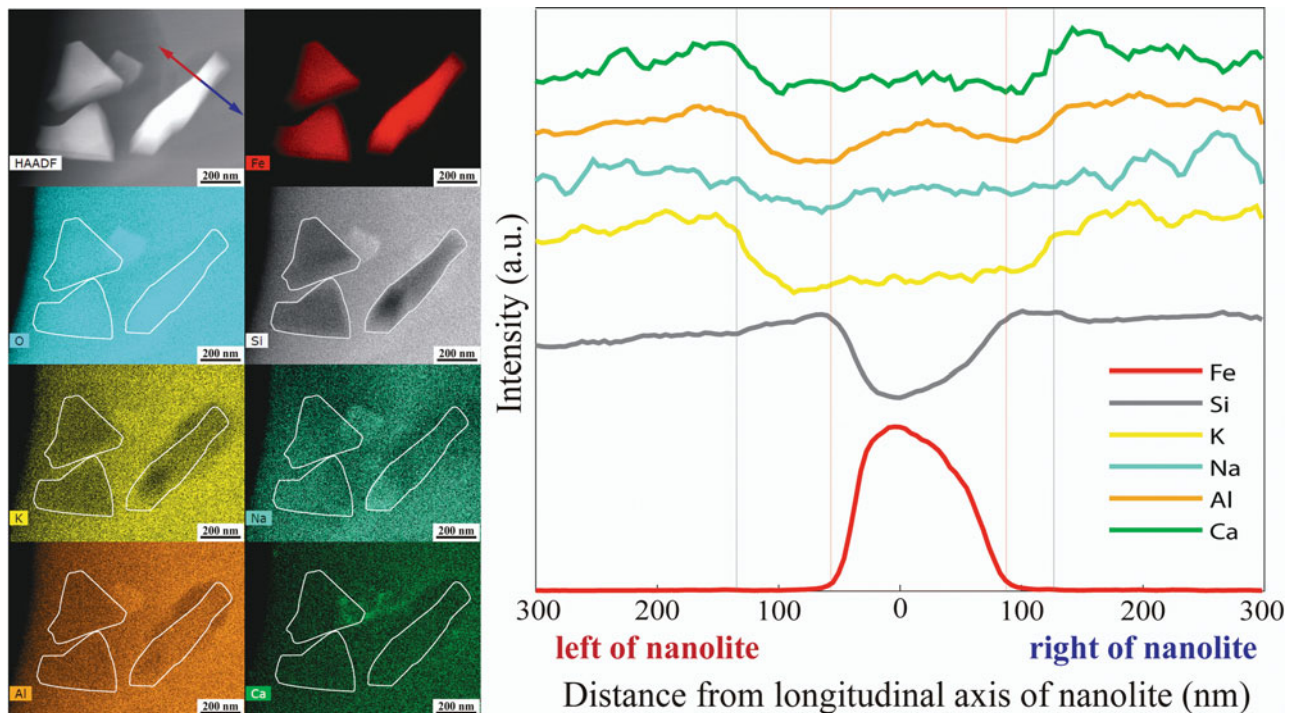 HAADF
200 nm
Fe
200 nm
O
200 nm
Si
200 nm
K
200 nm
Na
200 nm
Al
200 nm
Ca
200 nm
Intensity (a.u.)
Fe
Si
K
Na
Al
Ca
300 200 100 0 100 200 300
left of nanolite right of nanolite
Distance from longitudinal axis of nanolite (nm)